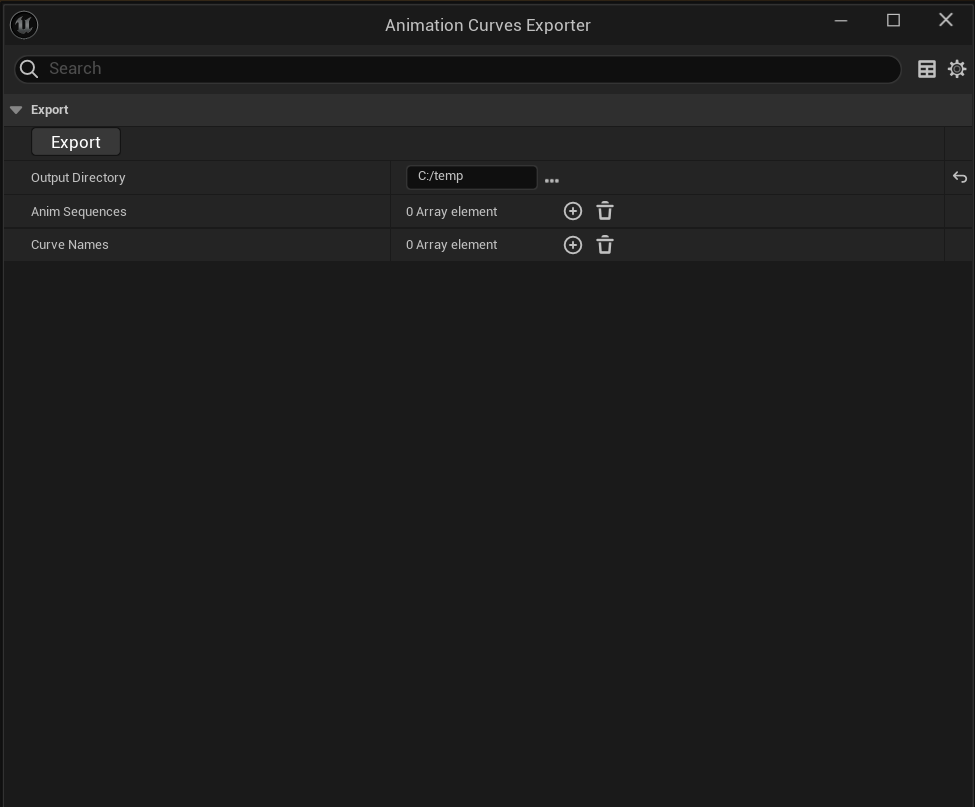 Animation Curves Exporter
Search
Export
Export
Output Directory C:/temp ...
Anim Sequences 0 Array element
Curve Names 0 Array element